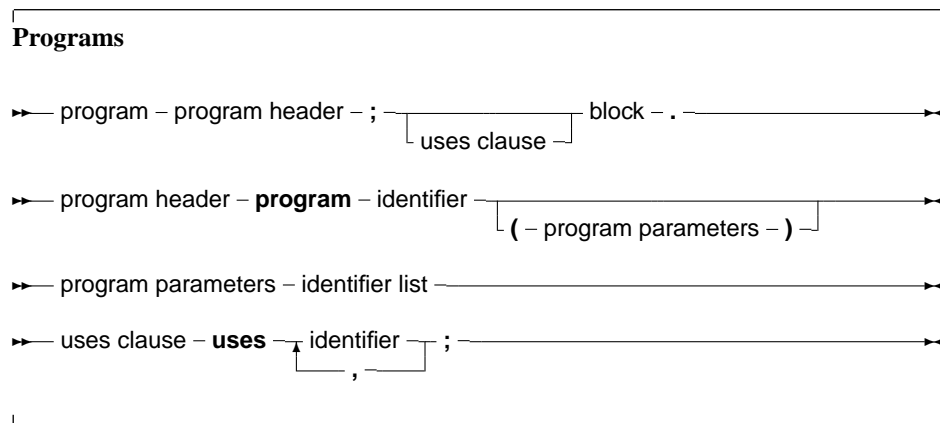 Programs
program program header ; block .
uses clause
program header program identifier
( program parameters )
program parameters identifier list
uses clause uses identifier ;
,